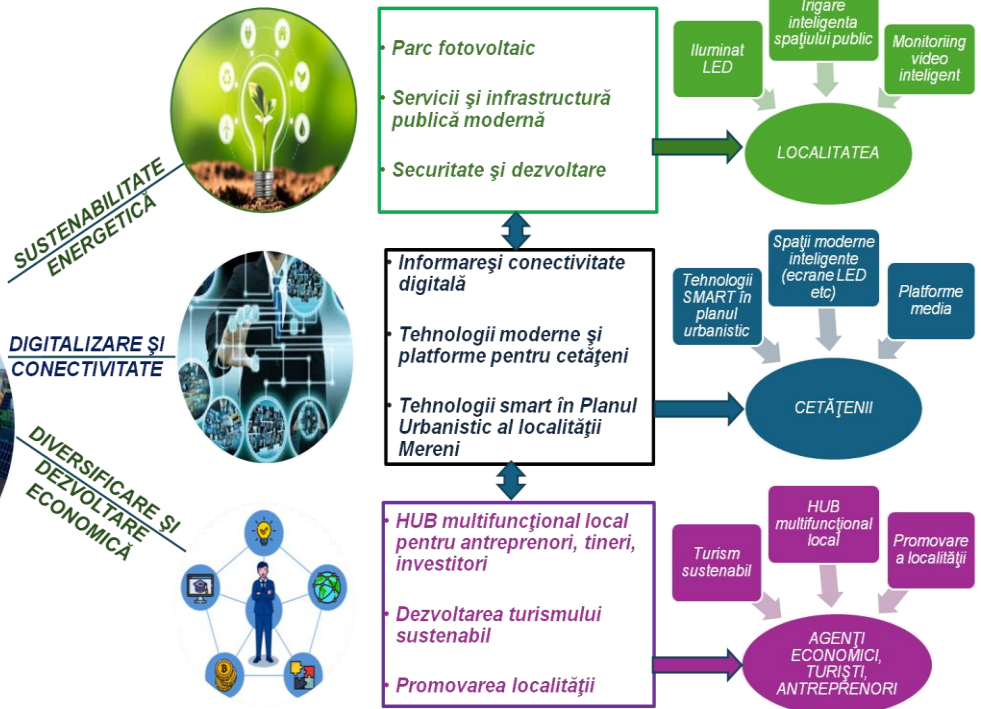 SUSTENABILITATE
ENERGETICĂ
• Parc fotovoltaic
• Servicii şi infrastructură
publică modernă
• Securitate şi dezvoltare
Iluminat
LED
Irigare
inteligenta
spaţiului public
Monitoriing
video
inteligent
LOCALITATEA
DIGITALIZARE ŞI
CONECTIVITATE
• Informareşi conectivitate
digitală
• Tehnologii moderne şi
platforme pentru cetăţeni
• Tehnologii smart în Planul
Urbanistic al localităţii
Mereni
Tehnologii
SMART în
planul
urbanistic
Spaţii moderne
inteligente
(ecrane LED
etc)
Platforme
media
CETĂŢENII
DIVERSIFICARE ŞI
DEZVOLTARE
ECONOMICĂ
• HUB multifuncţional local
pentru antreprenori, tineri,
investitori
• Dezvoltarea turismului
sustenabil
• Promovarea localităţii
Turism
sustenabil
HUB
multifuncţional
local
Promovare
a localităţii
AGENŢI
ECONOMICI,
TURIŞTI,
ANTREPRENORI